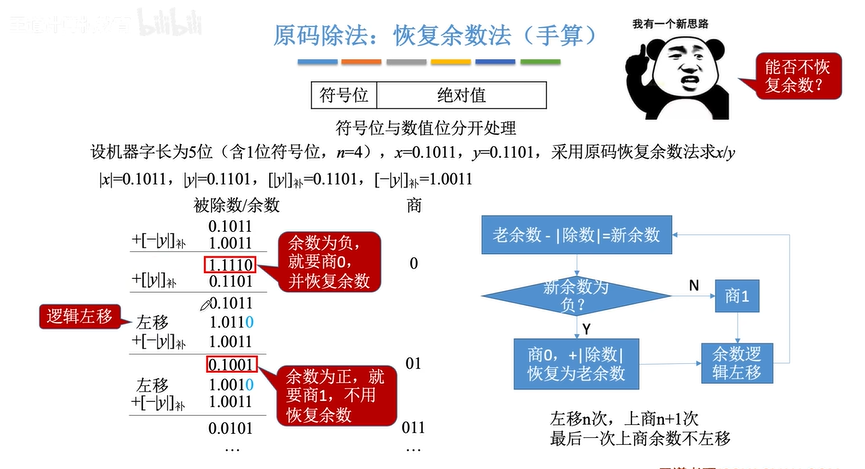 bilibili
原码除法：恢复余数法（手算）
我有一个新思路
能否不恢复余数？
符号位 绝对值
符号位与数值位分开处理
设机器字长为5位（含1位符号位，n=4），x=0.1011，y=0.1101，采用原码恢复余数法求x/y
|x|=0.1011，|y|=0.1101，[|y|]补=0.1101，[−|y|]补=1.0011
被除数/余数 商
0.1011
+[−|y|]补 1.0011
1.1110 0
+[|y|]补 0.1101
余数为负，
就要商0，
并恢复余数
0.1011
逻辑左移
左移 1.0110
+[−|y|]补 1.0011
0.1001 01
左移 1.0010
+[−|y|]补 1.0011
余数为正，就
要商1，不用
恢复余数
0.0101 011
… …
老余数 - |除数|=新余数
新余数为
负？
N
商1
Y
商0，+|除数|
恢复为老余数
余数逻
辑左移
左移n次，上商n+1次
最后一次上商余数不左移